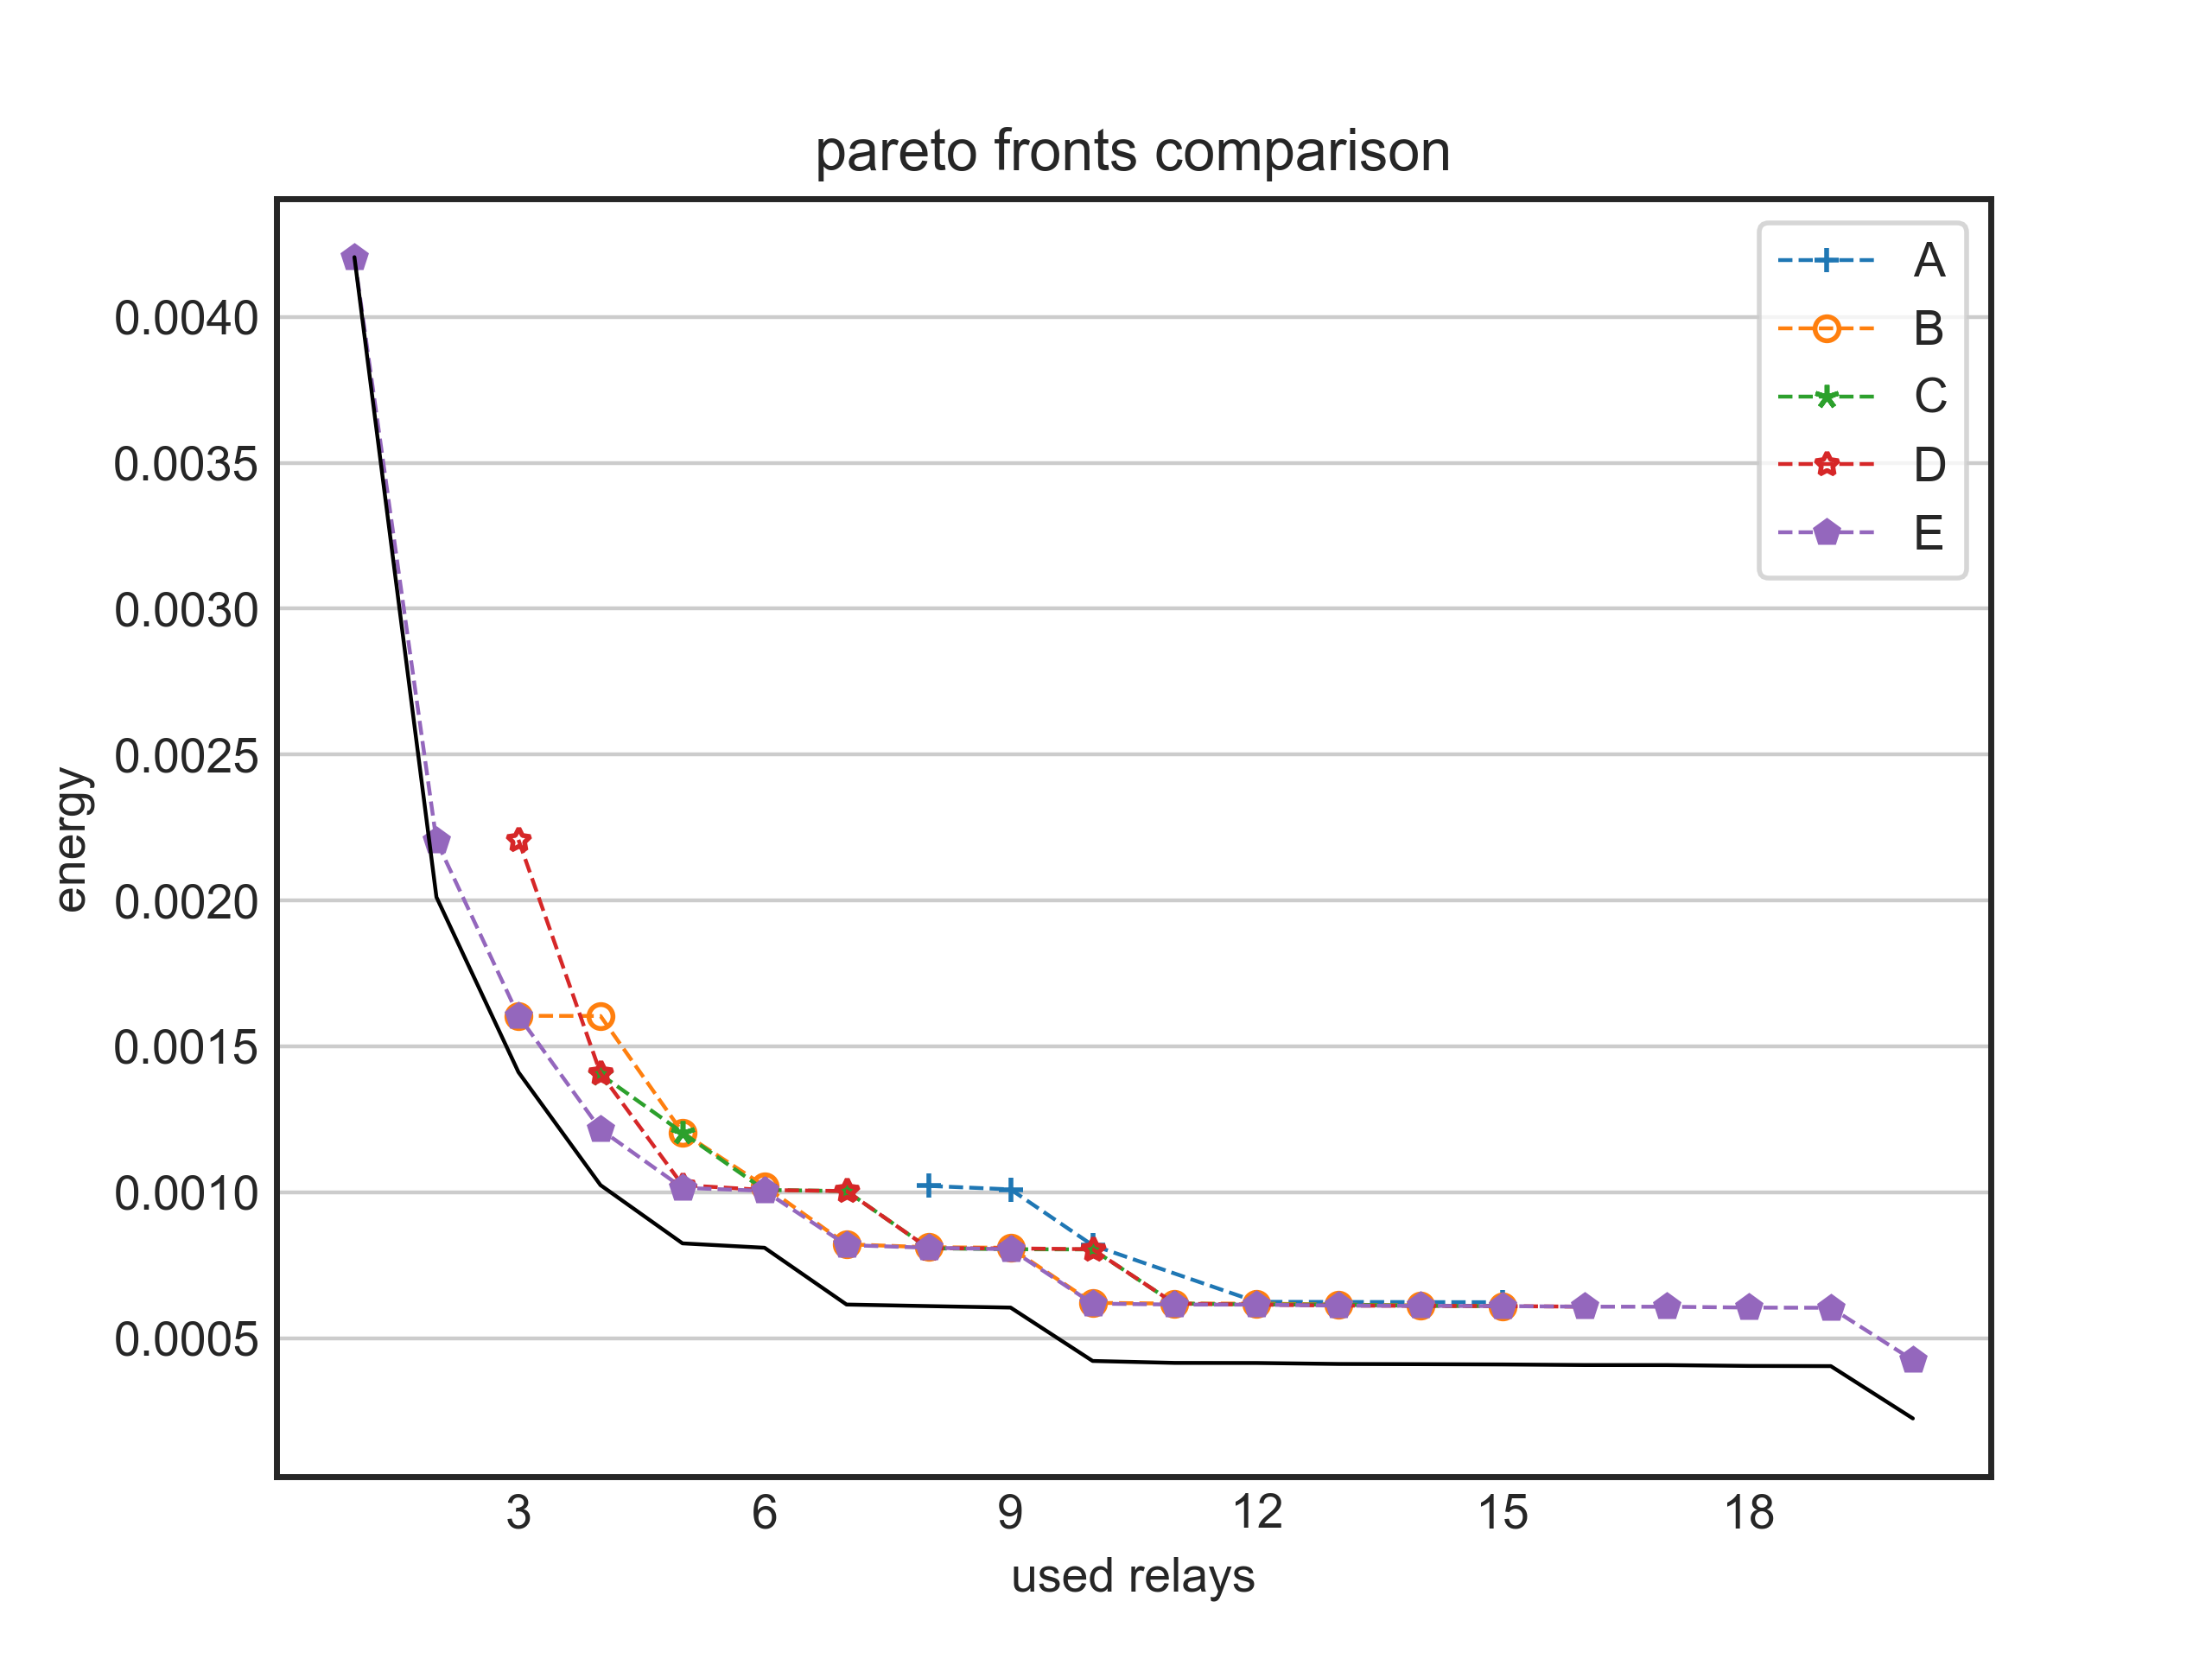 pareto fronts comparison
A
B
C
D
E
0.0040
0.0035
0.0030
0.0025
0.0020
0.0015
0.0010
0.0005
energy
3 6 9 12 15 18
used relays